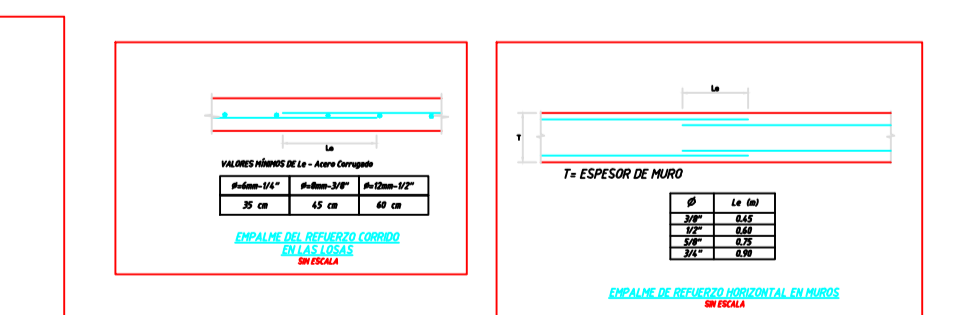 Le
VALORES MÍNIMOS DE Le - Acero Corrugado
Ø=6mm-1/4" Ø=8mm-3/8" Ø=12mm-1/2"
35 cm 45 cm 60 cm
EMPALME DEL REFUERZO CORRIDO
EN LAS LOSAS
SIN ESCALA
Le
T
T= ESPESOR DE MURO
Ø Le (m)
3/8" 0.45
1/2" 0.60
5/8" 0.75
3/4" 0.90
EMPALME DE REFUERZO HORIZONTAL EN MUROS
SIN ESCALA